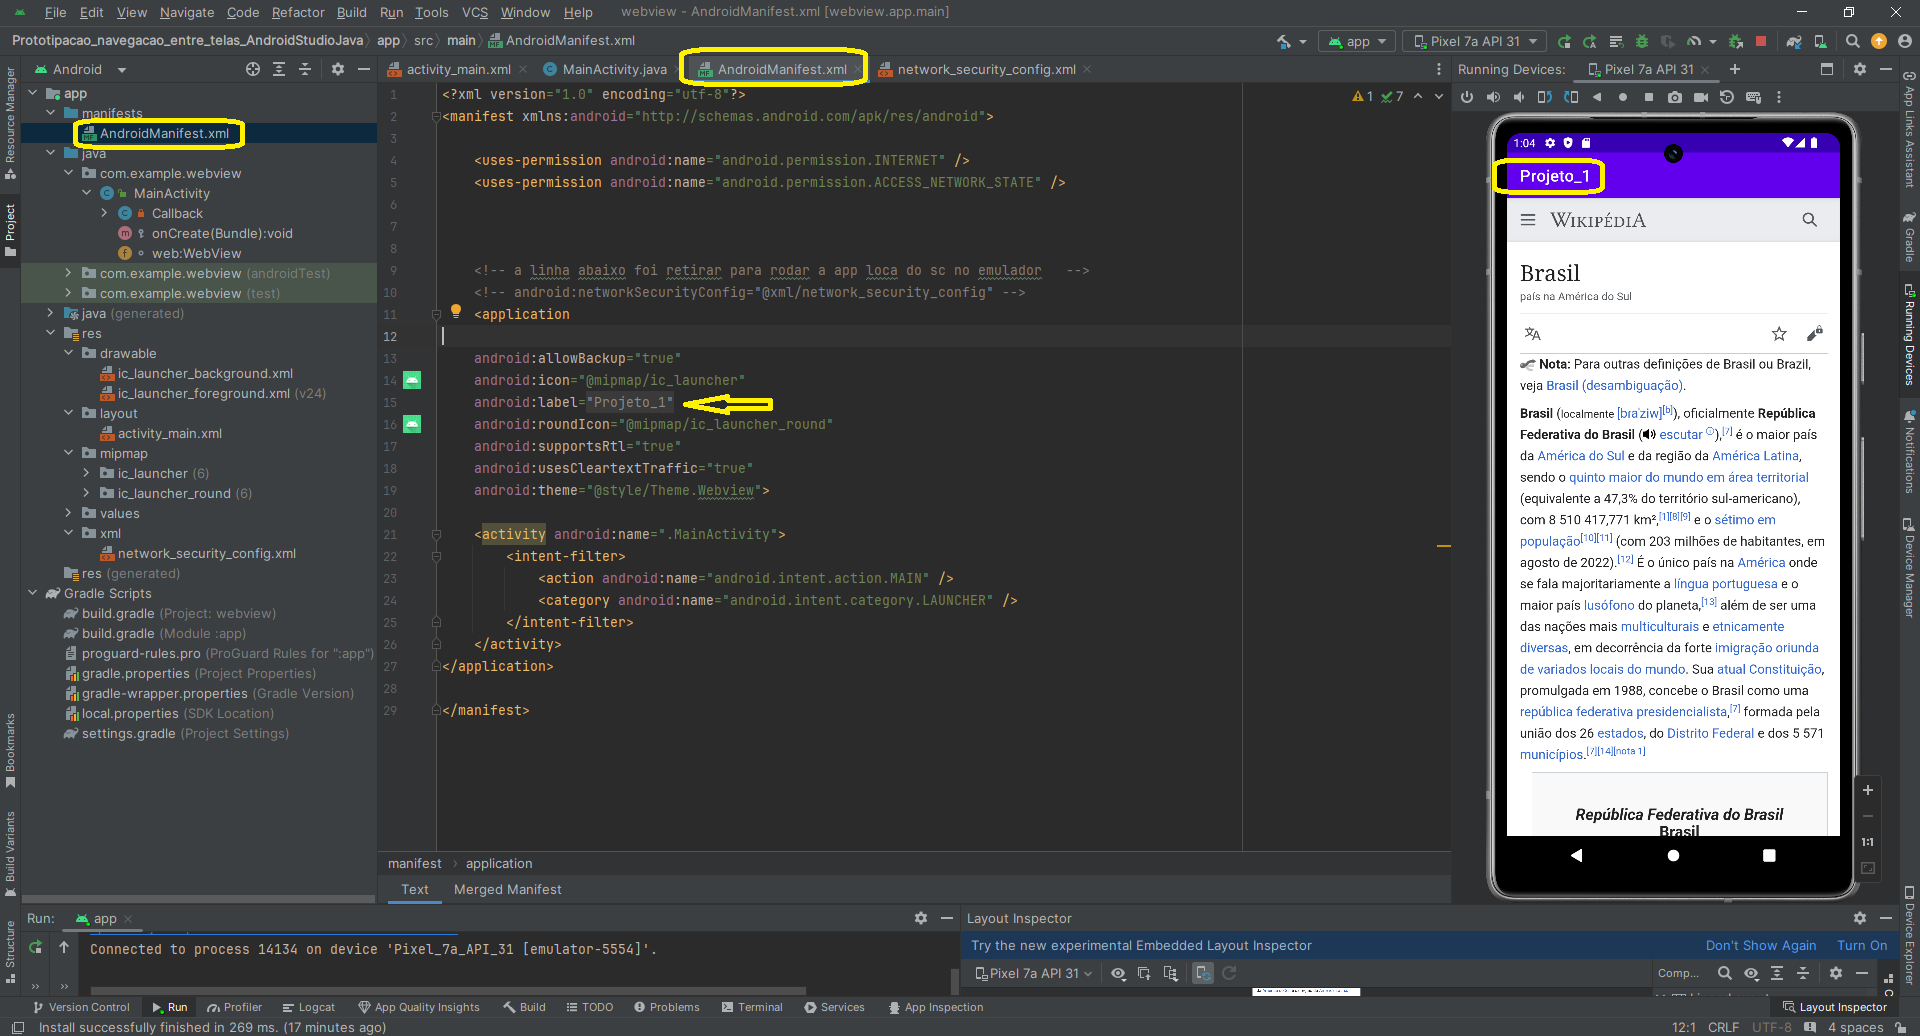 File Edit View Navigate Code Refactor Build Run Tools VCS Window Help webview - AndroidManifest.xml [webview.app.main]
Prototipacao_navegacao_entre_telas_AndroidStudioJava app src main AndroidManifest.xml app Pixel 7a API 31
Android activity_main.xml MainActivity.java AndroidManifest.xml network_security_config.xml Running Devices: Pixel 7a API 31
Resource Manager
Project
Bookmarks
Build Variants
Structure
app
manifests
AndroidManifest.xml
java
com.example.webview
MainActivity
Callback
onCreate(Bundle):void
web:WebView
com.example.webview (androidTest)
com.example.webview (test)
java (generated)
res
drawable
ic_launcher_background.xml
ic_launcher_foreground.xml (v24)
layout
activity_main.xml
mipmap
ic_launcher (6)
ic_launcher_round (6)
values
xml
network_security_config.xml
res (generated)
Gradle Scripts
build.gradle (Project: webview)
build.gradle (Module :app)
proguard-rules.pro (ProGuard Rules for ":app")
gradle.properties (Project Properties)
gradle-wrapper.properties (Gradle Version)
local.properties (SDK Location)
settings.gradle (Project Settings)
1 <?xml version="1.0" encoding="utf-8"?>
2 <manifest xmlns:android="http://schemas.android.com/apk/res/android">
3
4 <uses-permission android:name="android.permission.INTERNET" />
5 <uses-permission android:name="android.permission.ACCESS_NETWORK_STATE" />
6
7
8
9 <!-- a linha abaixo foi retirar para rodar a app loca do sc no emulador -->
10 <!-- android:networkSecurityConfig="@xml/network_security_config" -->
11 <application
12
13 android:allowBackup="true"
14 android:icon="@mipmap/ic_launcher"
15 android:label="Projeto_1"
16 android:roundIcon="@mipmap/ic_launcher_round"
17 android:supportsRtl="true"
18 android:usesCleartextTraffic="true"
19 android:theme="@style/Theme.Webview">
20
21 <activity android:name=".MainActivity">
22 <intent-filter>
23 <action android:name="android.intent.action.MAIN" />
24 <category android:name="android.intent.category.LAUNCHER" />
25 </intent-filter>
26 </activity>
27 </application>
28
29 </manifest>
1 7
manifest application
Text Merged Manifest
1:04
Projeto_1
WIKIPÉDIA
Brasil
país na América do Sul
Nota: Para outras definições de Brasil ou Brazil,
veja Brasil (desambiguação).
Brasil (localmente [bɾaˈziw][b]), oficialmente República
Federativa do Brasil (escutar ⓘ),[7] é o maior país
da América do Sul e da região da América Latina,
sendo o quinto maior do mundo em área territorial
(equivalente a 47,3% do território sul-americano),
com 8 510 417,771 km²,[1][8][9] e o sétimo em
população[10][11] (com 203 milhões de habitantes, em
agosto de 2022).[12] É o único país na América onde
se fala majoritariamente a língua portuguesa e o
maior país lusófono do planeta,[13] além de ser uma
das nações mais multiculturais e etnicamente
diversas, em decorrência da forte imigração oriunda
de variados locais do mundo. Sua atual Constituição,
promulgada em 1988, concebe o Brasil como uma
república federativa presidencialista,[7] formada pela
união dos 26 estados, do Distrito Federal e dos 5 571
municípios.[7][14][nota 1]
República Federativa do Brasil
Brasil
1:1
App Links Assistant
Gradle
Running Devices
Notifications
Device Manager
Device Explorer
Run: app
Connected to process 14134 on device 'Pixel_7a_API_31 [emulator-5554]'.
Layout Inspector
Try the new experimental Embedded Layout Inspector Don't Show Again Turn On
Pixel 7a API 31 Comp...
Version Control Run Profiler Logcat App Quality Insights Build TODO Problems Terminal Services App Inspection Layout Inspector
Install successfully finished in 269 ms. (17 minutes ago) 12:1 CRLF UTF-8 4 spaces